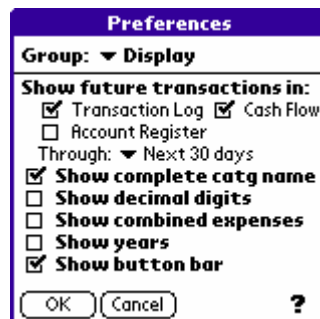 Preferences
Group: Display
Show future transactions in:
Transaction Log Cash Flow
Account Register
Through: Next 30 days
Show complete catg name
Show decimal digits
Show combined expenses
Show years
Show button bar
OK Cancel ?